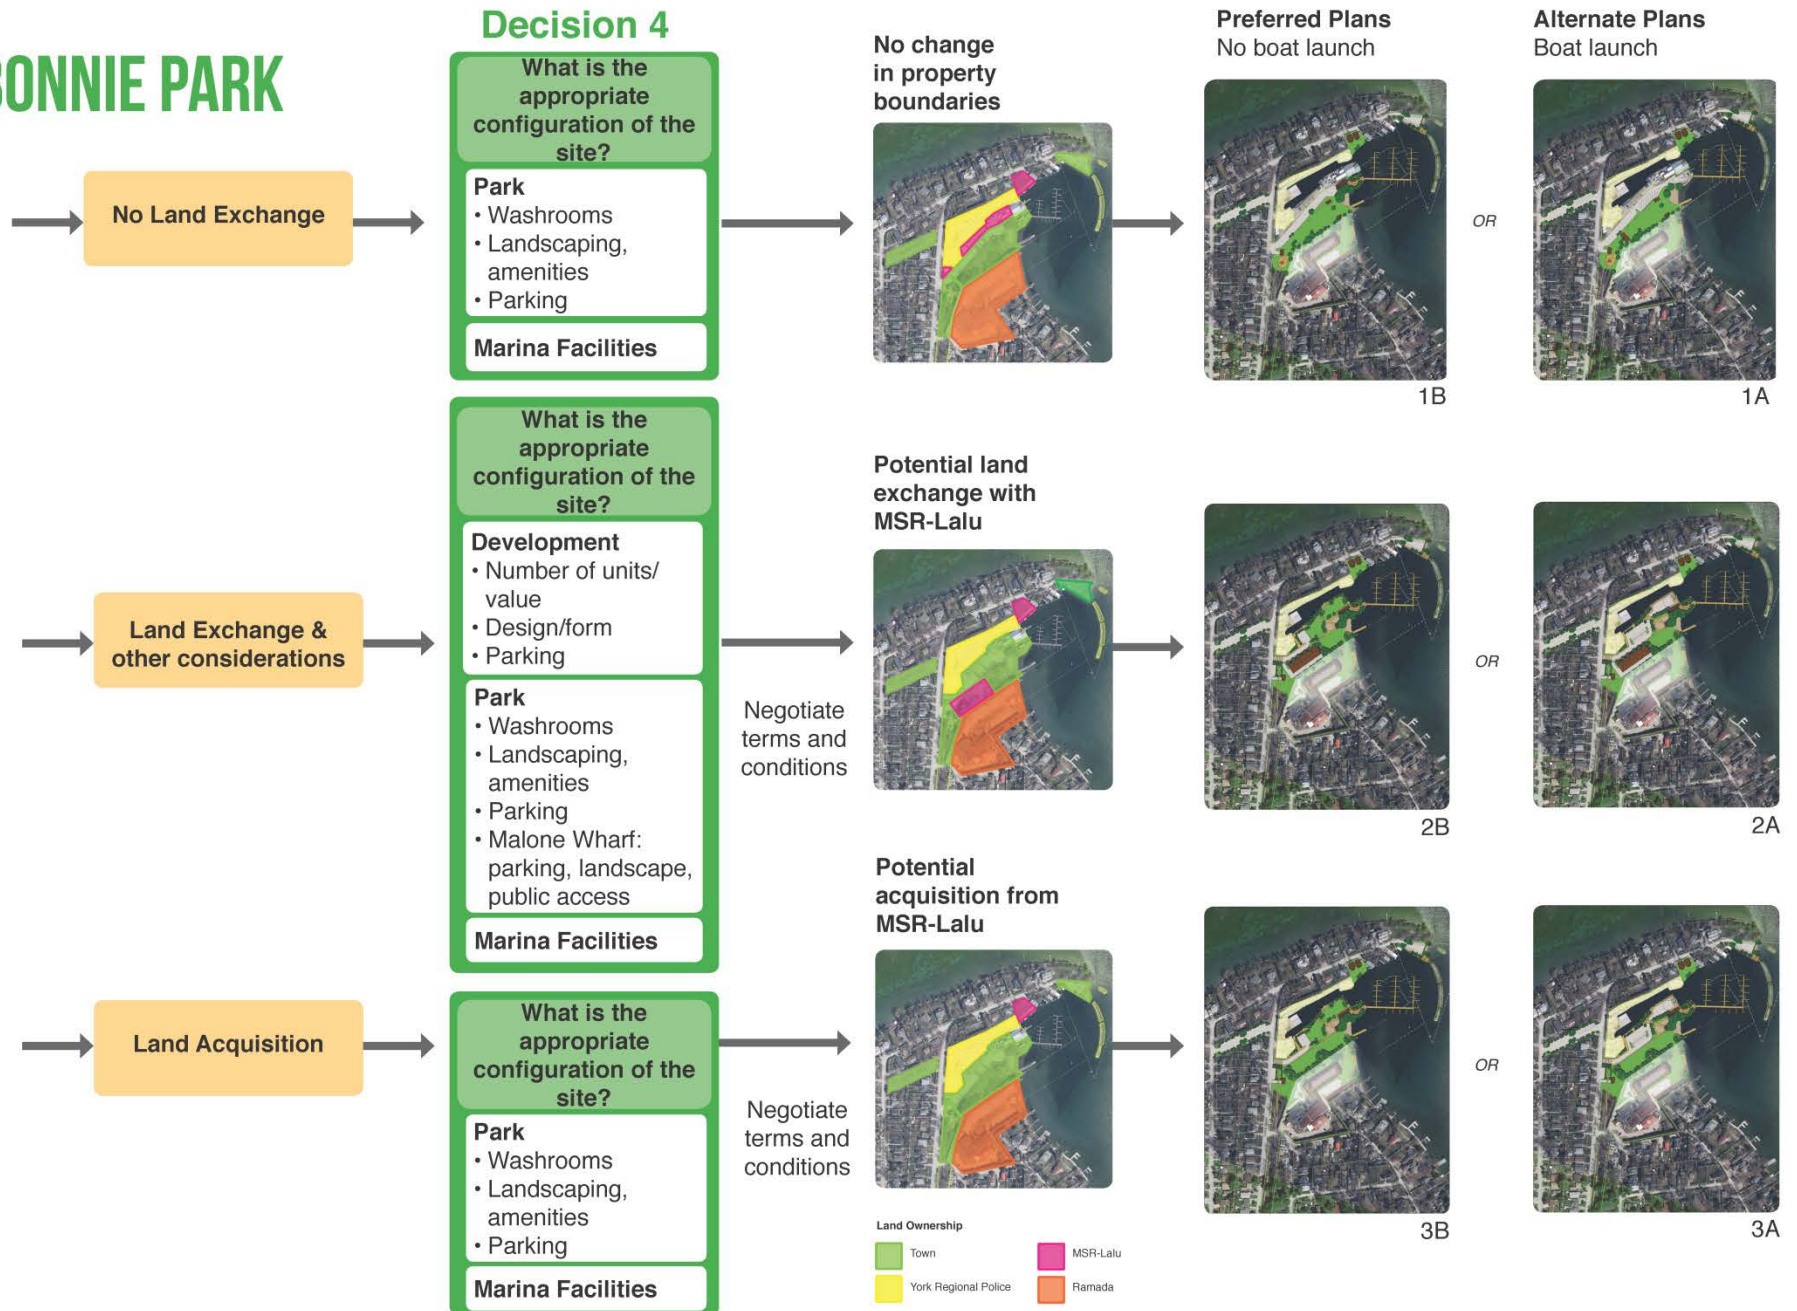 BONNIE PARK
Decision 4
Preferred Plans
No boat launch
Alternate Plans
Boat launch
No Land Exchange
What is the
appropriate
configuration of the
site?
Park
• Washrooms
• Landscaping,
amenities
• Parking
Marina Facilities
No change
in property
boundaries
OR
1B
1A
Land Exchange &
other considerations
What is the
appropriate
configuration of the
site?
Development
• Number of units/
value
• Design/form
• Parking
Park
• Washrooms
• Landscaping,
amenities
• Parking
• Malone Wharf:
parking, landscape,
public access
Marina Facilities
Negotiate
terms and
conditions
Potential land
exchange with
MSR-Lalu
OR
2B
2A
Land Acquisition
What is the
appropriate
configuration of the
site?
Park
• Washrooms
• Landscaping,
amenities
• Parking
Marina Facilities
Negotiate
terms and
conditions
Potential
acquisition from
MSR-Lalu
OR
3B
3A
Land Ownership
Town
MSR-Lalu
York Regional Police
Ramada